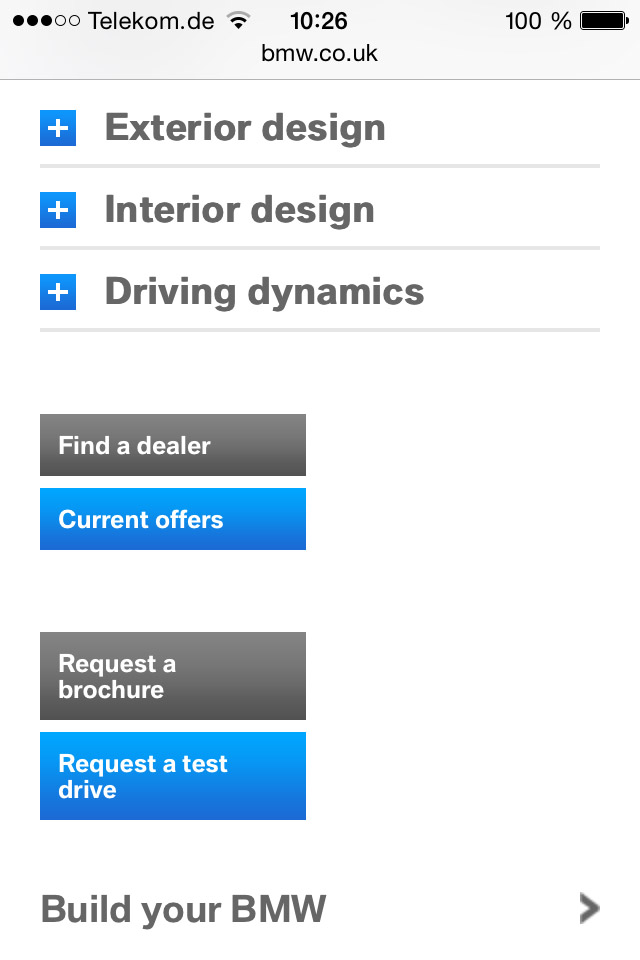 Telekom.de 10:26 100 %
bmw.co.uk
Exterior design
Interior design
Driving dynamics
Find a dealer
Current offers
Request a
brochure
Request a test
drive
Build your BMW